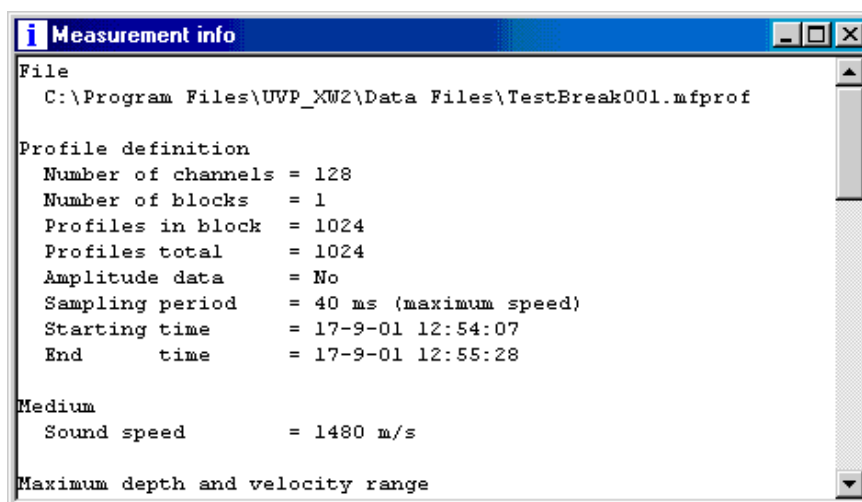 Measurement info
File
C:\Program Files\UVP_XW2\Data Files\TestBreak001.mfprof
Profile definition
Number of channels = 128
Number of blocks = 1
Profiles in block = 1024
Profiles total = 1024
Amplitude data = No
Sampling period = 40 ms (maximum speed)
Starting time = 17-9-01 12:54:07
End time = 17-9-01 12:55:28
Medium
Sound speed = 1480 m/s
Maximum depth and velocity range